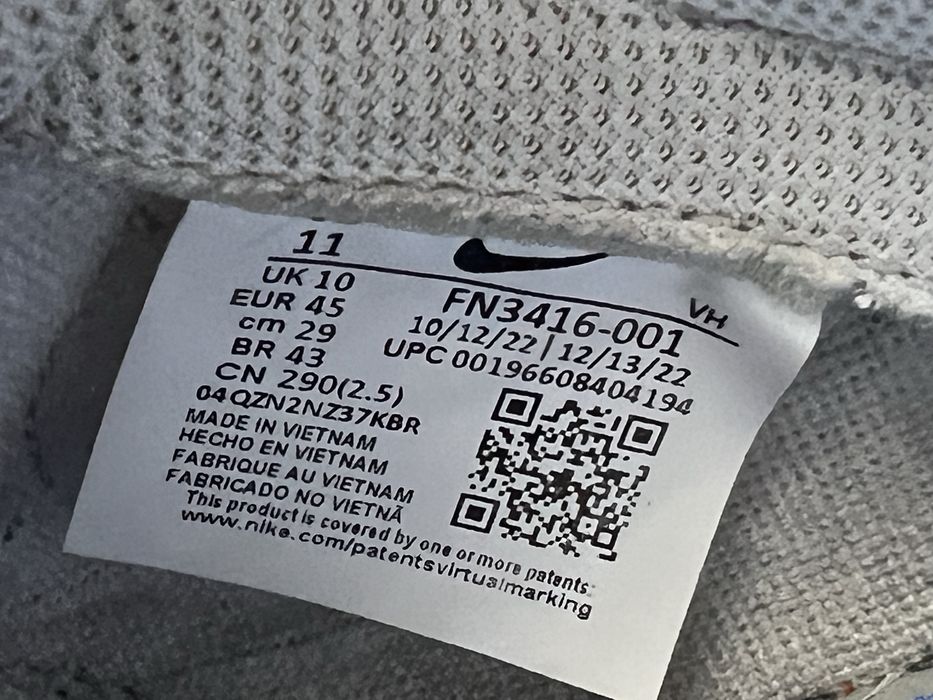 11
UK 10
EUR 45
cm 29
BR 43
CN 290(2.5)
04QZN2NZ37KBR
MADE IN VIETNAM
HECHO EN VIETNAM
FABRIQUE AU VIETNAM
FABRICADO NO VIETNÃ
This product is covered by one or more patents:
www.nike.com/patentsvirtualmarking
VH
FN3416-001
10/12/22|12/13/22
UPC 00196608404194